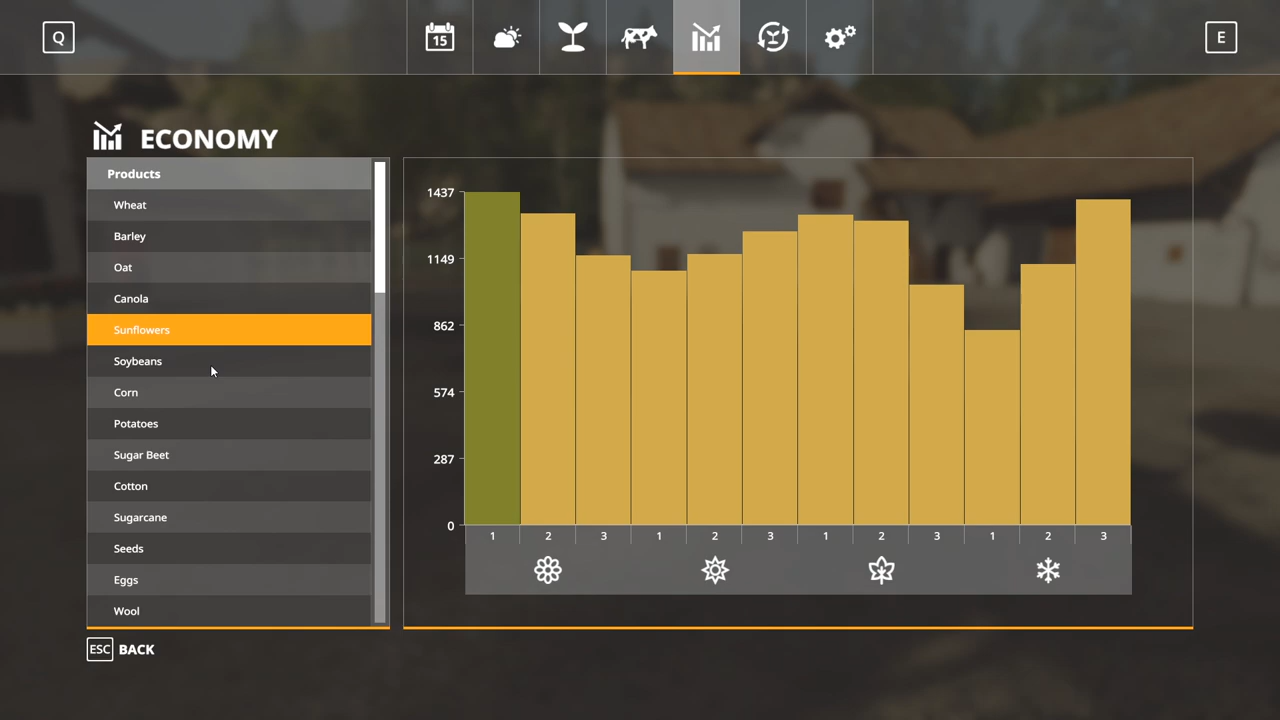 Q
15
E
ECONOMY
Products
Wheat
Barley
Oat
Canola
Sunflowers
Soybeans
Corn
Potatoes
Sugar Beet
Cotton
Sugarcane
Seeds
Eggs
Wool
1437
1149
862
574
287
0
1 2 3 1 2 3 1 2 3 1 2 3
ESC BACK